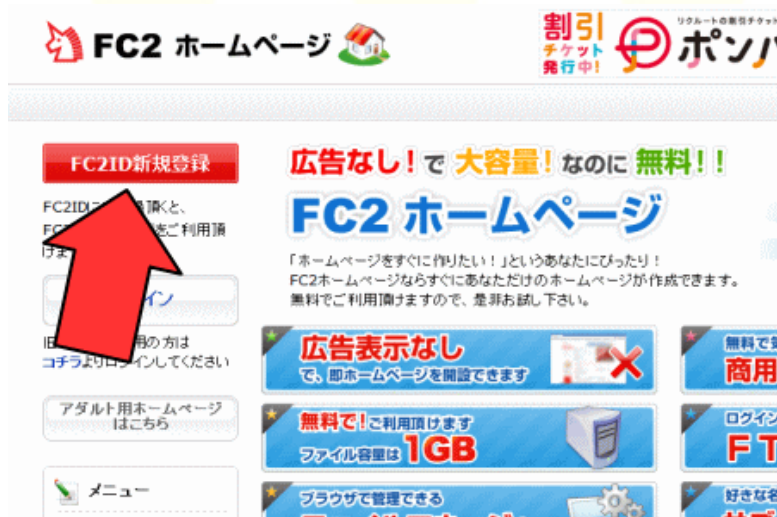 FC2 ホームページ
割引
チケット
発行中!
リクルートの割引チケット
ポンパ
FC2ID新規登録
広告なし!で大容量!なのに無料!!
FC2 ホームページ
FC2ID
頂くと、
をご利用頂
けま
「ホームページをすぐに作りたい!」というあなたにぴったり!
FC2ホームページならすぐにあなただけのホームページが作成できます。
無料でご利用頂けますので、是非お試し下さい。
イン
用の方は
コチラよりログインしてください
アダルト用ホームページ
はこちら
メニュー
広告表示なし
で、即ホームページを開設できます
無料で!ご利用頂けます
ファイル容量は1GB
ブラウザで管理できる
無料で
商用
ログイン
FT
好きな名